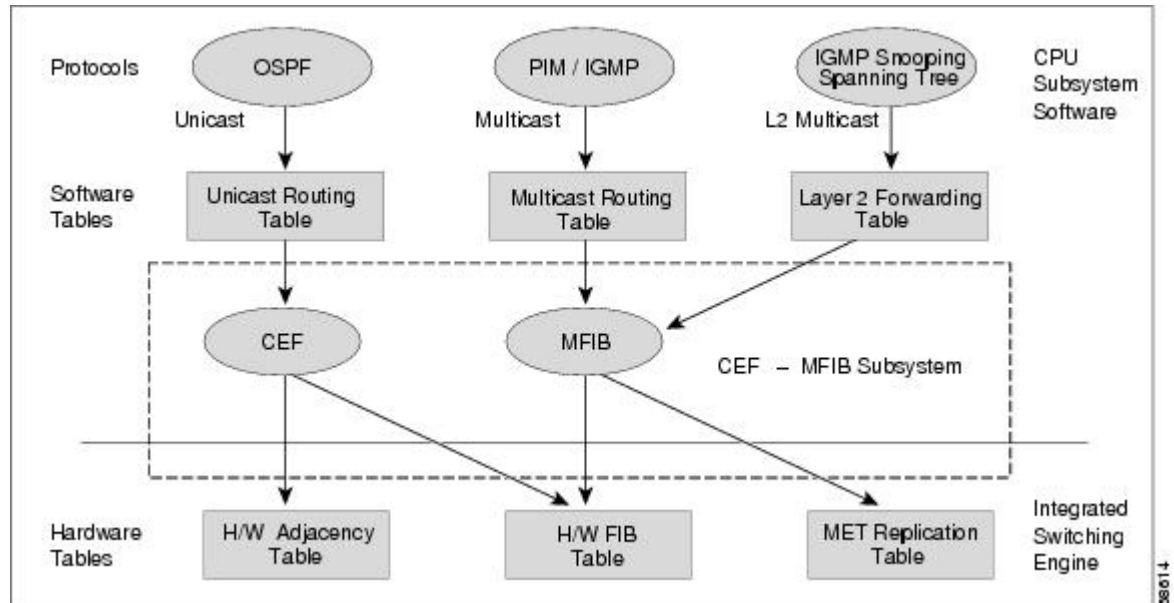 Protocols
OSPF
PIM / IGMP
IGMP Snooping
Spanning Tree
CPU
Subsystem
Software
Unicast
Multicast
L2 Multicast
Software
Tables
Unicast Routing
Table
Multicast Routing
Table
Layer 2 Forwarding
Table
CEF
MFIB
CEF – MFIB Subsystem
Hardware
Tables
H/W Adjacency
Table
H/W FIB
Table
MET Replication
Table
Integrated
Switching
Engine
68614